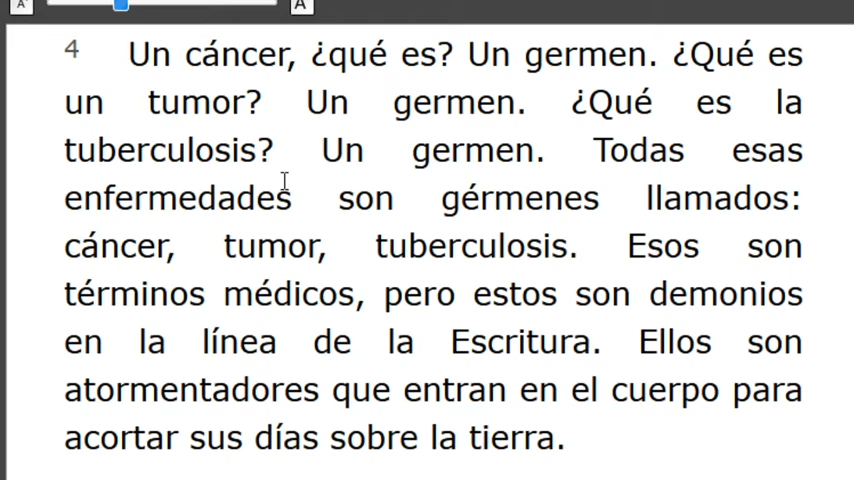 A A
4 Un cáncer, ¿qué es? Un germen. ¿Qué es
un tumor? Un germen. ¿Qué es la
tuberculosis? Un germen. Todas esas
enfermedades son gérmenes llamados:
cáncer, tumor, tuberculosis. Esos son
términos médicos, pero estos son demonios
en la línea de la Escritura. Ellos son
atormentadores que entran en el cuerpo para
acortar sus días sobre la tierra.